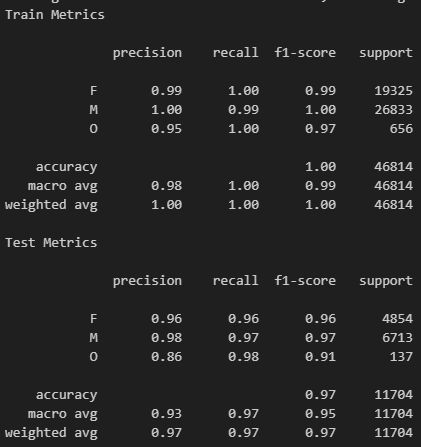 Train Metrics
precision recall f1-score support
F 0.99 1.00 0.99 19325
M 1.00 0.99 1.00 26833
O 0.95 1.00 0.97 656
accuracy 1.00 46814
macro avg 0.98 1.00 0.99 46814
weighted avg 1.00 1.00 1.00 46814
Test Metrics
precision recall f1-score support
F 0.96 0.96 0.96 4854
M 0.98 0.97 0.97 6713
O 0.86 0.98 0.91 137
accuracy 0.97 11704
macro avg 0.93 0.97 0.95 11704
weighted avg 0.97 0.97 0.97 11704